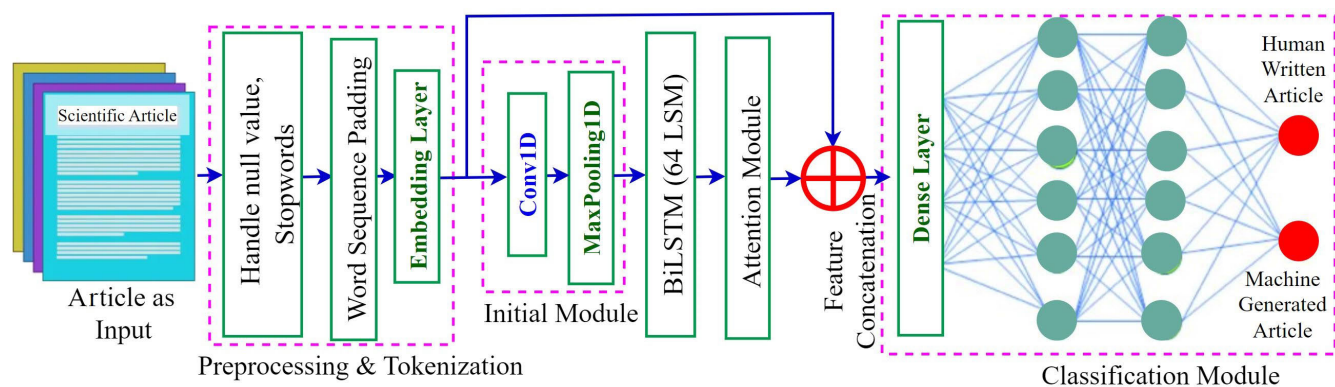 Scientific Article
Article as
Input
Handle null value,
Stopwords
Word Sequence Padding
Embedding Layer
Preprocessing & Tokenization
Conv1D
MaxPooling1D
Initial Module
BiLSTM (64 LSM)
Attention Module
Feature
Concatenation
Dense Layer
Human
Written
Article
Machine
Generated
Article
Classification Module